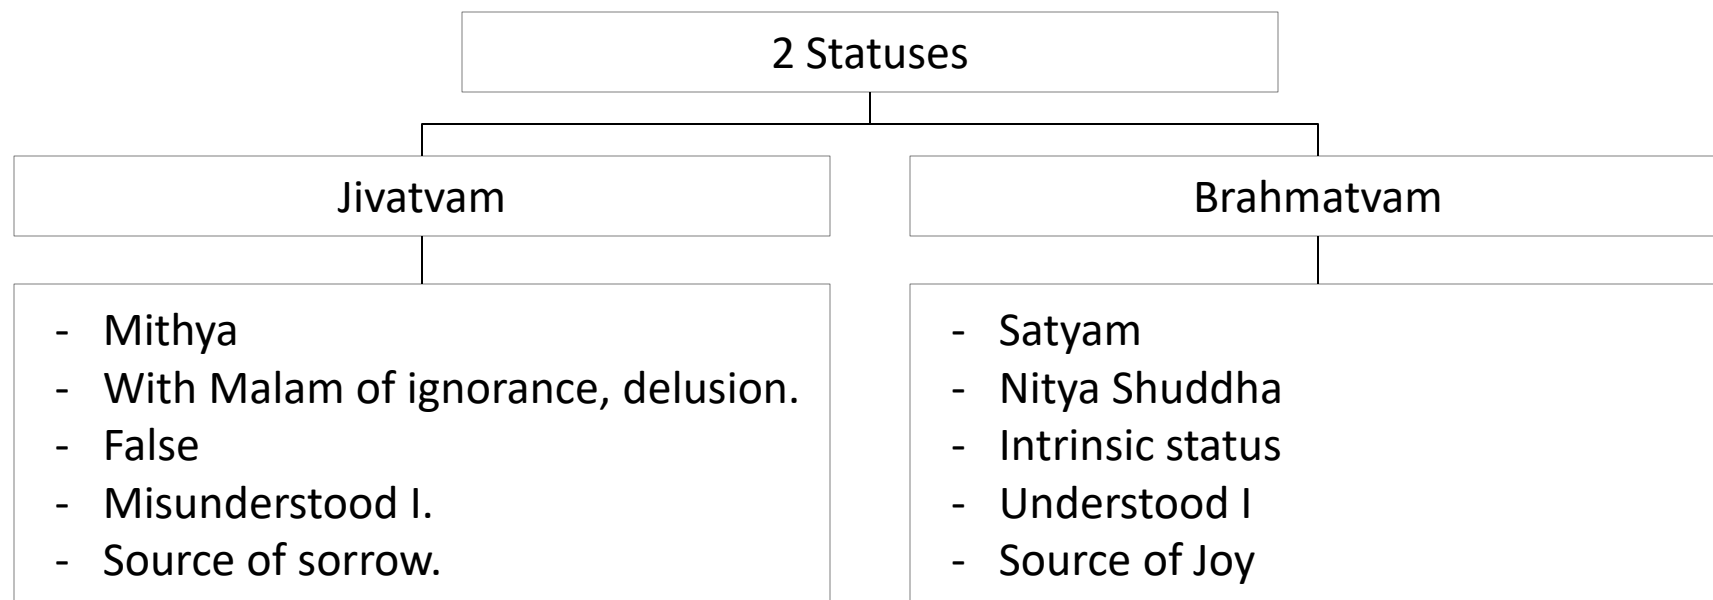 2 Statuses
Jivatvam
Brahmatvam
- Mithya
- With Malam of ignorance, delusion.
- False
- Misunderstood I.
- Source of sorrow.
- Satyam
- Nitya Shuddha
- Intrinsic status
- Understood I
- Source of Joy